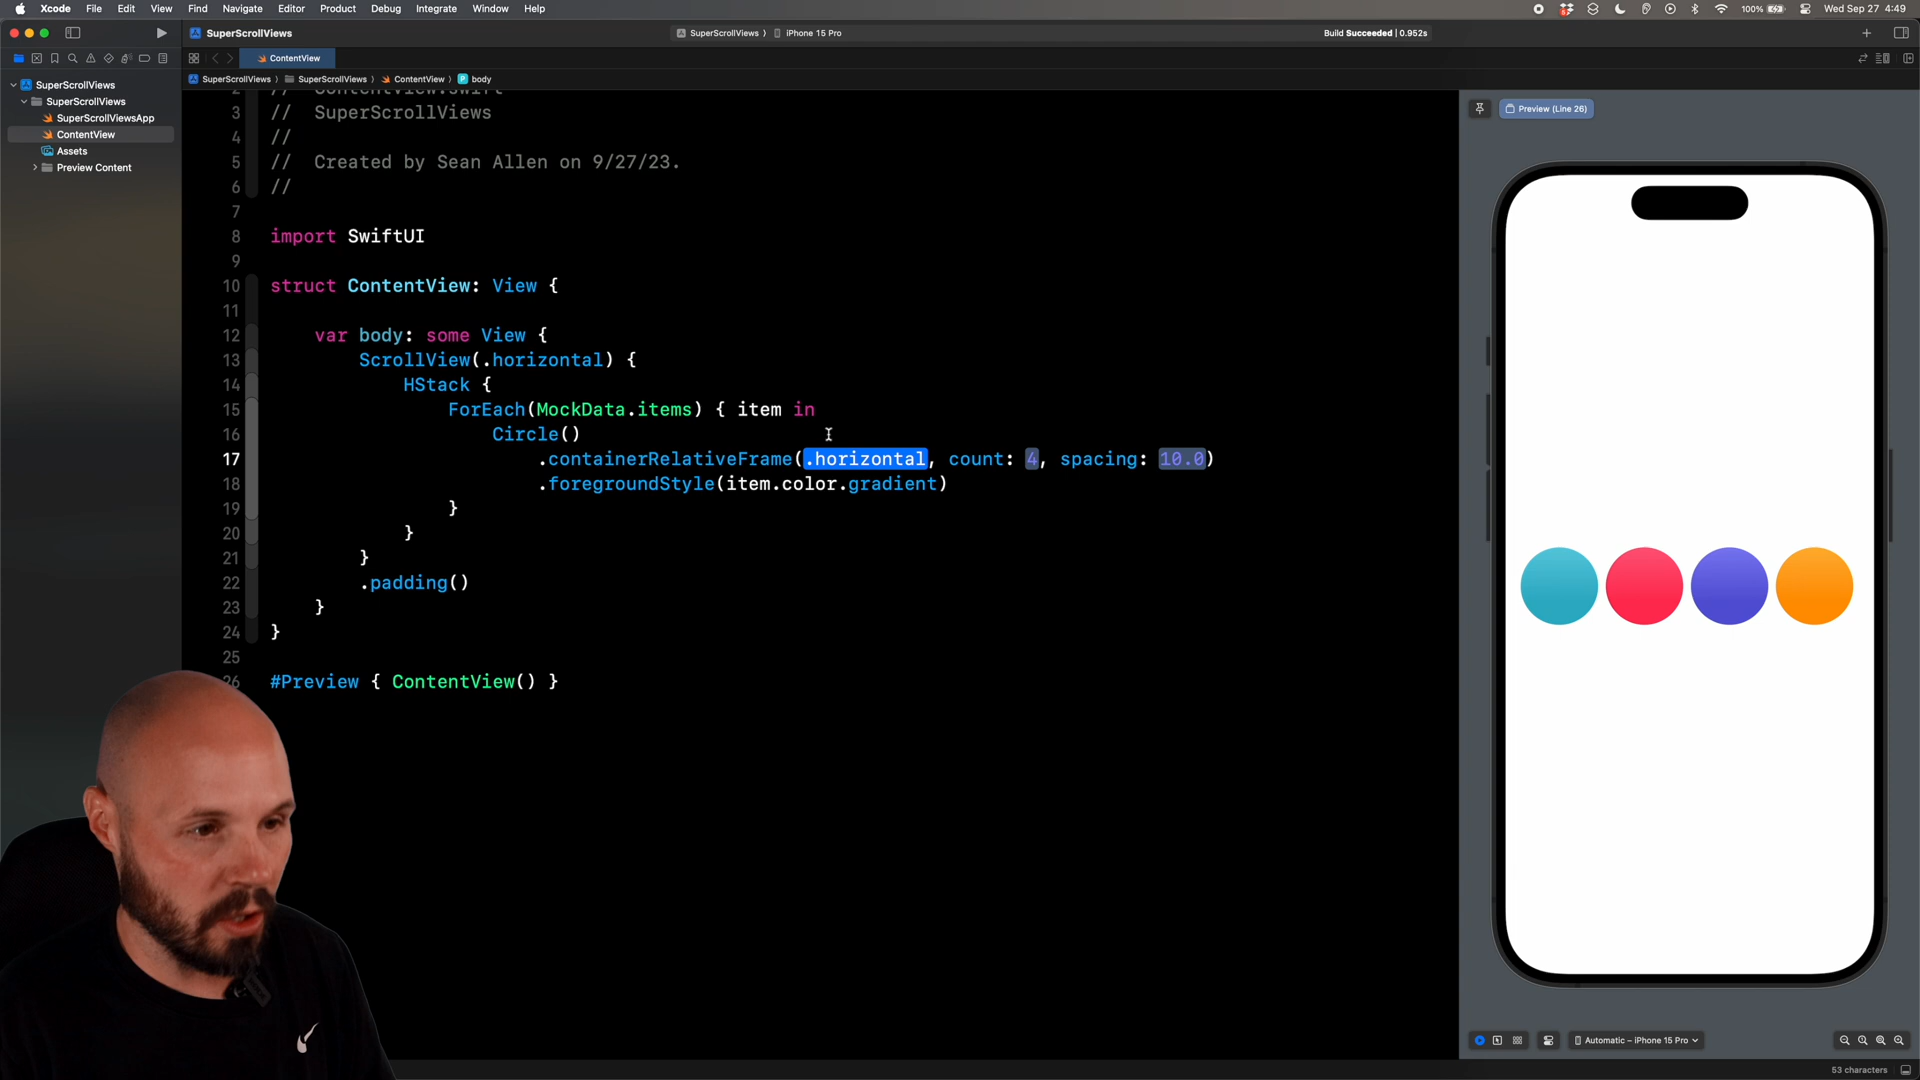 Xcode File Edit View Find Navigate Editor Product Debug Integrate Window Help 100% Wed Sep 27 4:49
SuperScrollViews SuperScrollViews 〉 iPhone 15 Pro Build Succeeded | 0.952s
ContentView
SuperScrollViews 〉 SuperScrollViews 〉 ContentView 〉 body
SuperScrollViews
SuperScrollViews
SuperScrollViewsApp
ContentView
Assets
Preview Content
2 // ContentView.swift
3 // SuperScrollViews
4 //
5 // Created by Sean Allen on 9/27/23.
6 //
7
8 import SwiftUI
9
10 struct ContentView: View {
11
12 var body: some View {
13 ScrollView(.horizontal) {
14 HStack {
15 ForEach(MockData.items) { item in
16 Circle()
17 .containerRelativeFrame(.horizontal, count: 4, spacing: 10.0)
18 .foregroundStyle(item.color.gradient)
19 }
20 }
21 }
22 .padding()
23 }
24 }
25
26 #Preview { ContentView() }
Preview (Line 26)
Automatic – iPhone 15 Pro
53 characters